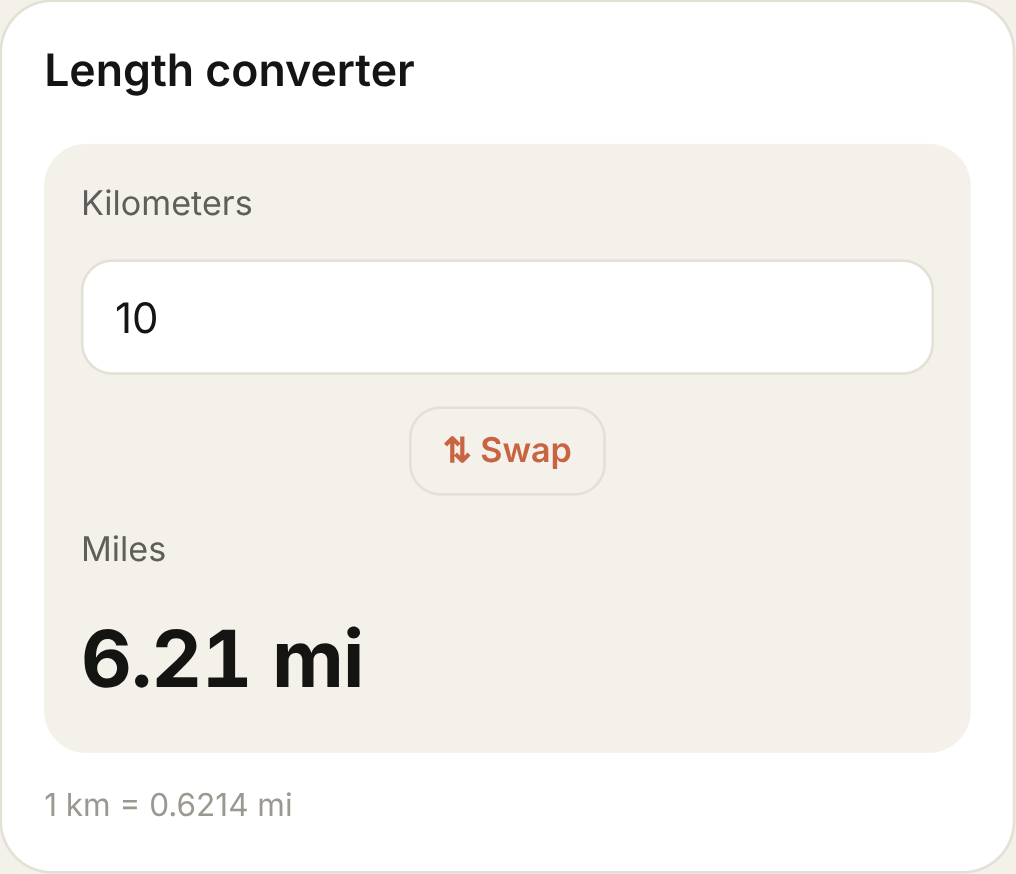 Length converter
Kilometers
10
⇅ Swap
Miles
6.21 mi
1 km = 0.6214 mi